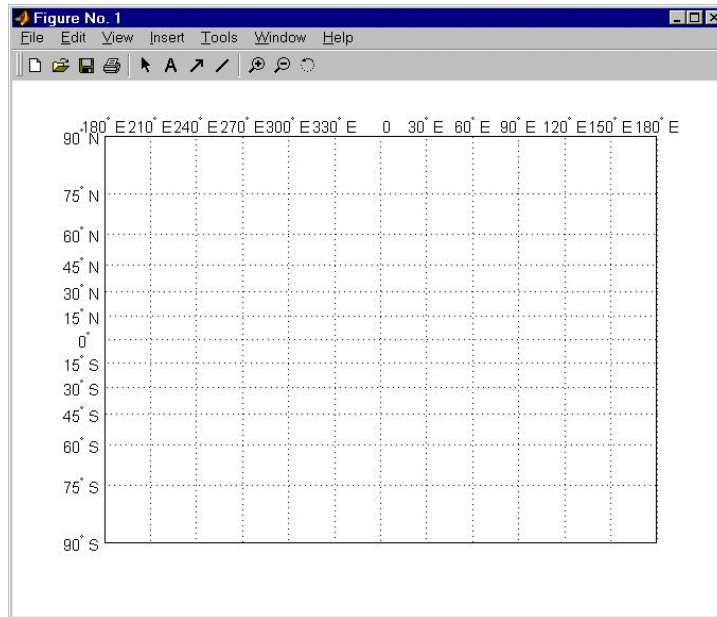 Figure No. 1
File Edit View Insert Tools Window Help
A
180° E 210° E 240° E 270° E 300° E 330° E 0 30° E 60° E 90° E 120° E 150° E 180° E
90° N
75° N
60° N
45° N
30° N
15° N
0°
15° S
30° S
45° S
60° S
75° S
90° S